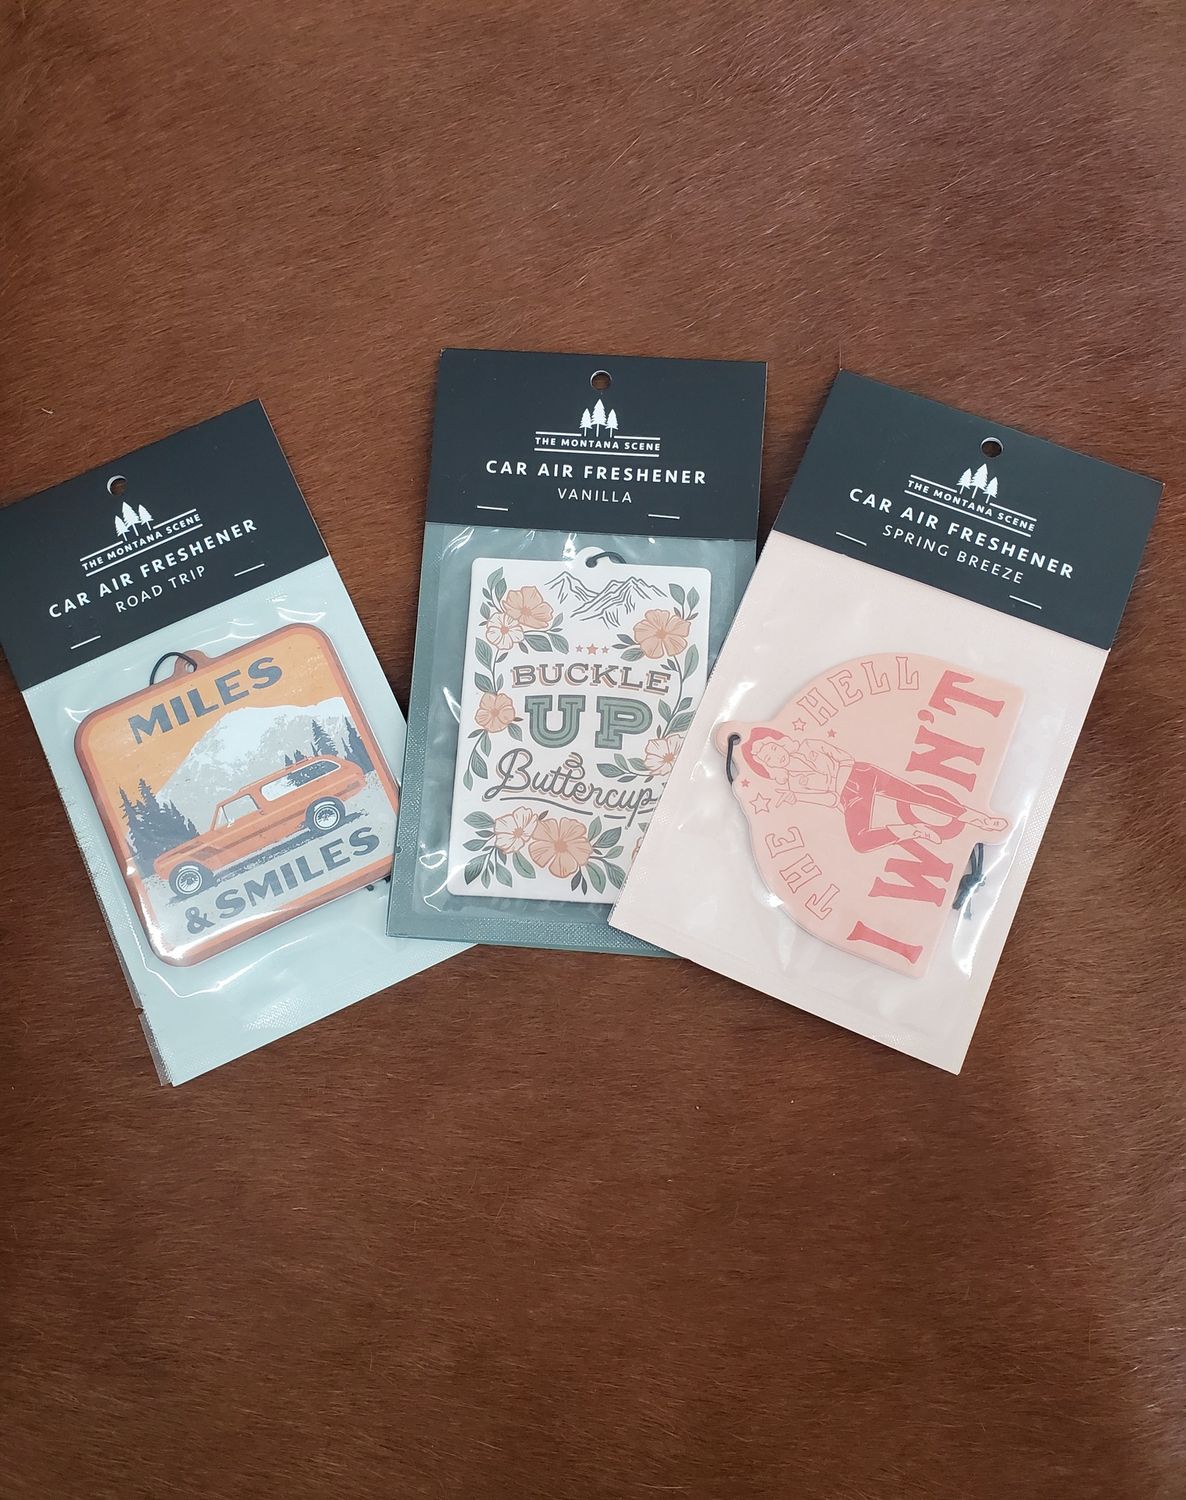 THE MONTANA SCENE
CAR AIR FRESHENER
ROAD TRIP
MILES
& SMILES
THE MONTANA SCENE
CAR AIR FRESHENER
VANILLA
BUCKLE
UP
Buttercup
THE MONTANA SCENE
CAR AIR FRESHENER
SPRING BREEZE
THE HELL
I WON'T